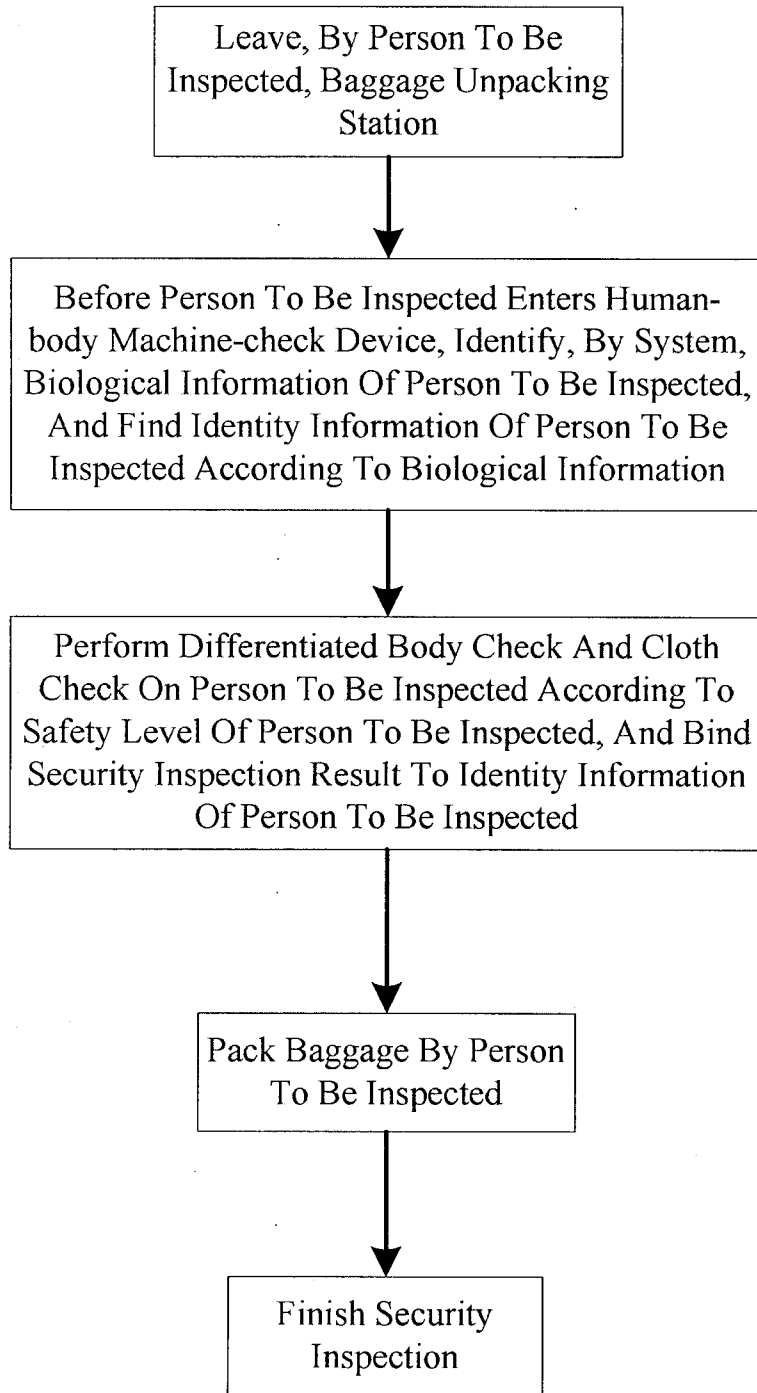 Leave, By Person To Be
Inspected, Baggage Unpacking
Station
Before Person To Be Inspected Enters Human-
body Machine-check Device, Identify, By System,
Biological Information Of Person To Be Inspected,
And Find Identity Information Of Person To Be
Inspected According To Biological Information
Perform Differentiated Body Check And Cloth
Check On Person To Be Inspected According To
Safety Level Of Person To Be Inspected, And Bind
Security Inspection Result To Identity Information
Of Person To Be Inspected
Pack Baggage By Person
To Be Inspected
Finish Security
Inspection